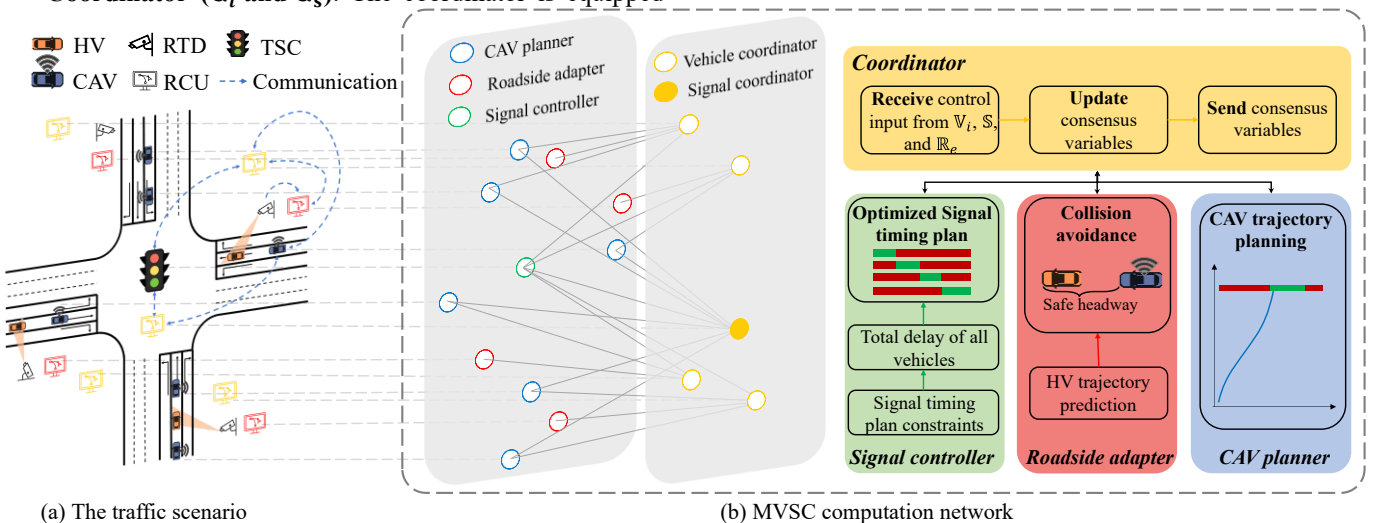 HV
RTD
TSC
CAV
RCU
Communication
CAV planner
Roadside adapter
Signal controller
Vehicle coordinator
Signal coordinator
Coordinator
Receive control
input from 𝕍i, 𝕊,
and ℝe
Update
consensus
variables
Send consensus
variables
Optimized Signal
timing plan
Total delay of all
vehicles
Signal timing
plan constraints
Signal controller
Collision
avoidance
Safe headway
HV trajectory
prediction
Roadside adapter
CAV trajectory
planning
CAV planner
(a) The traffic scenario
(b) MVSC computation network